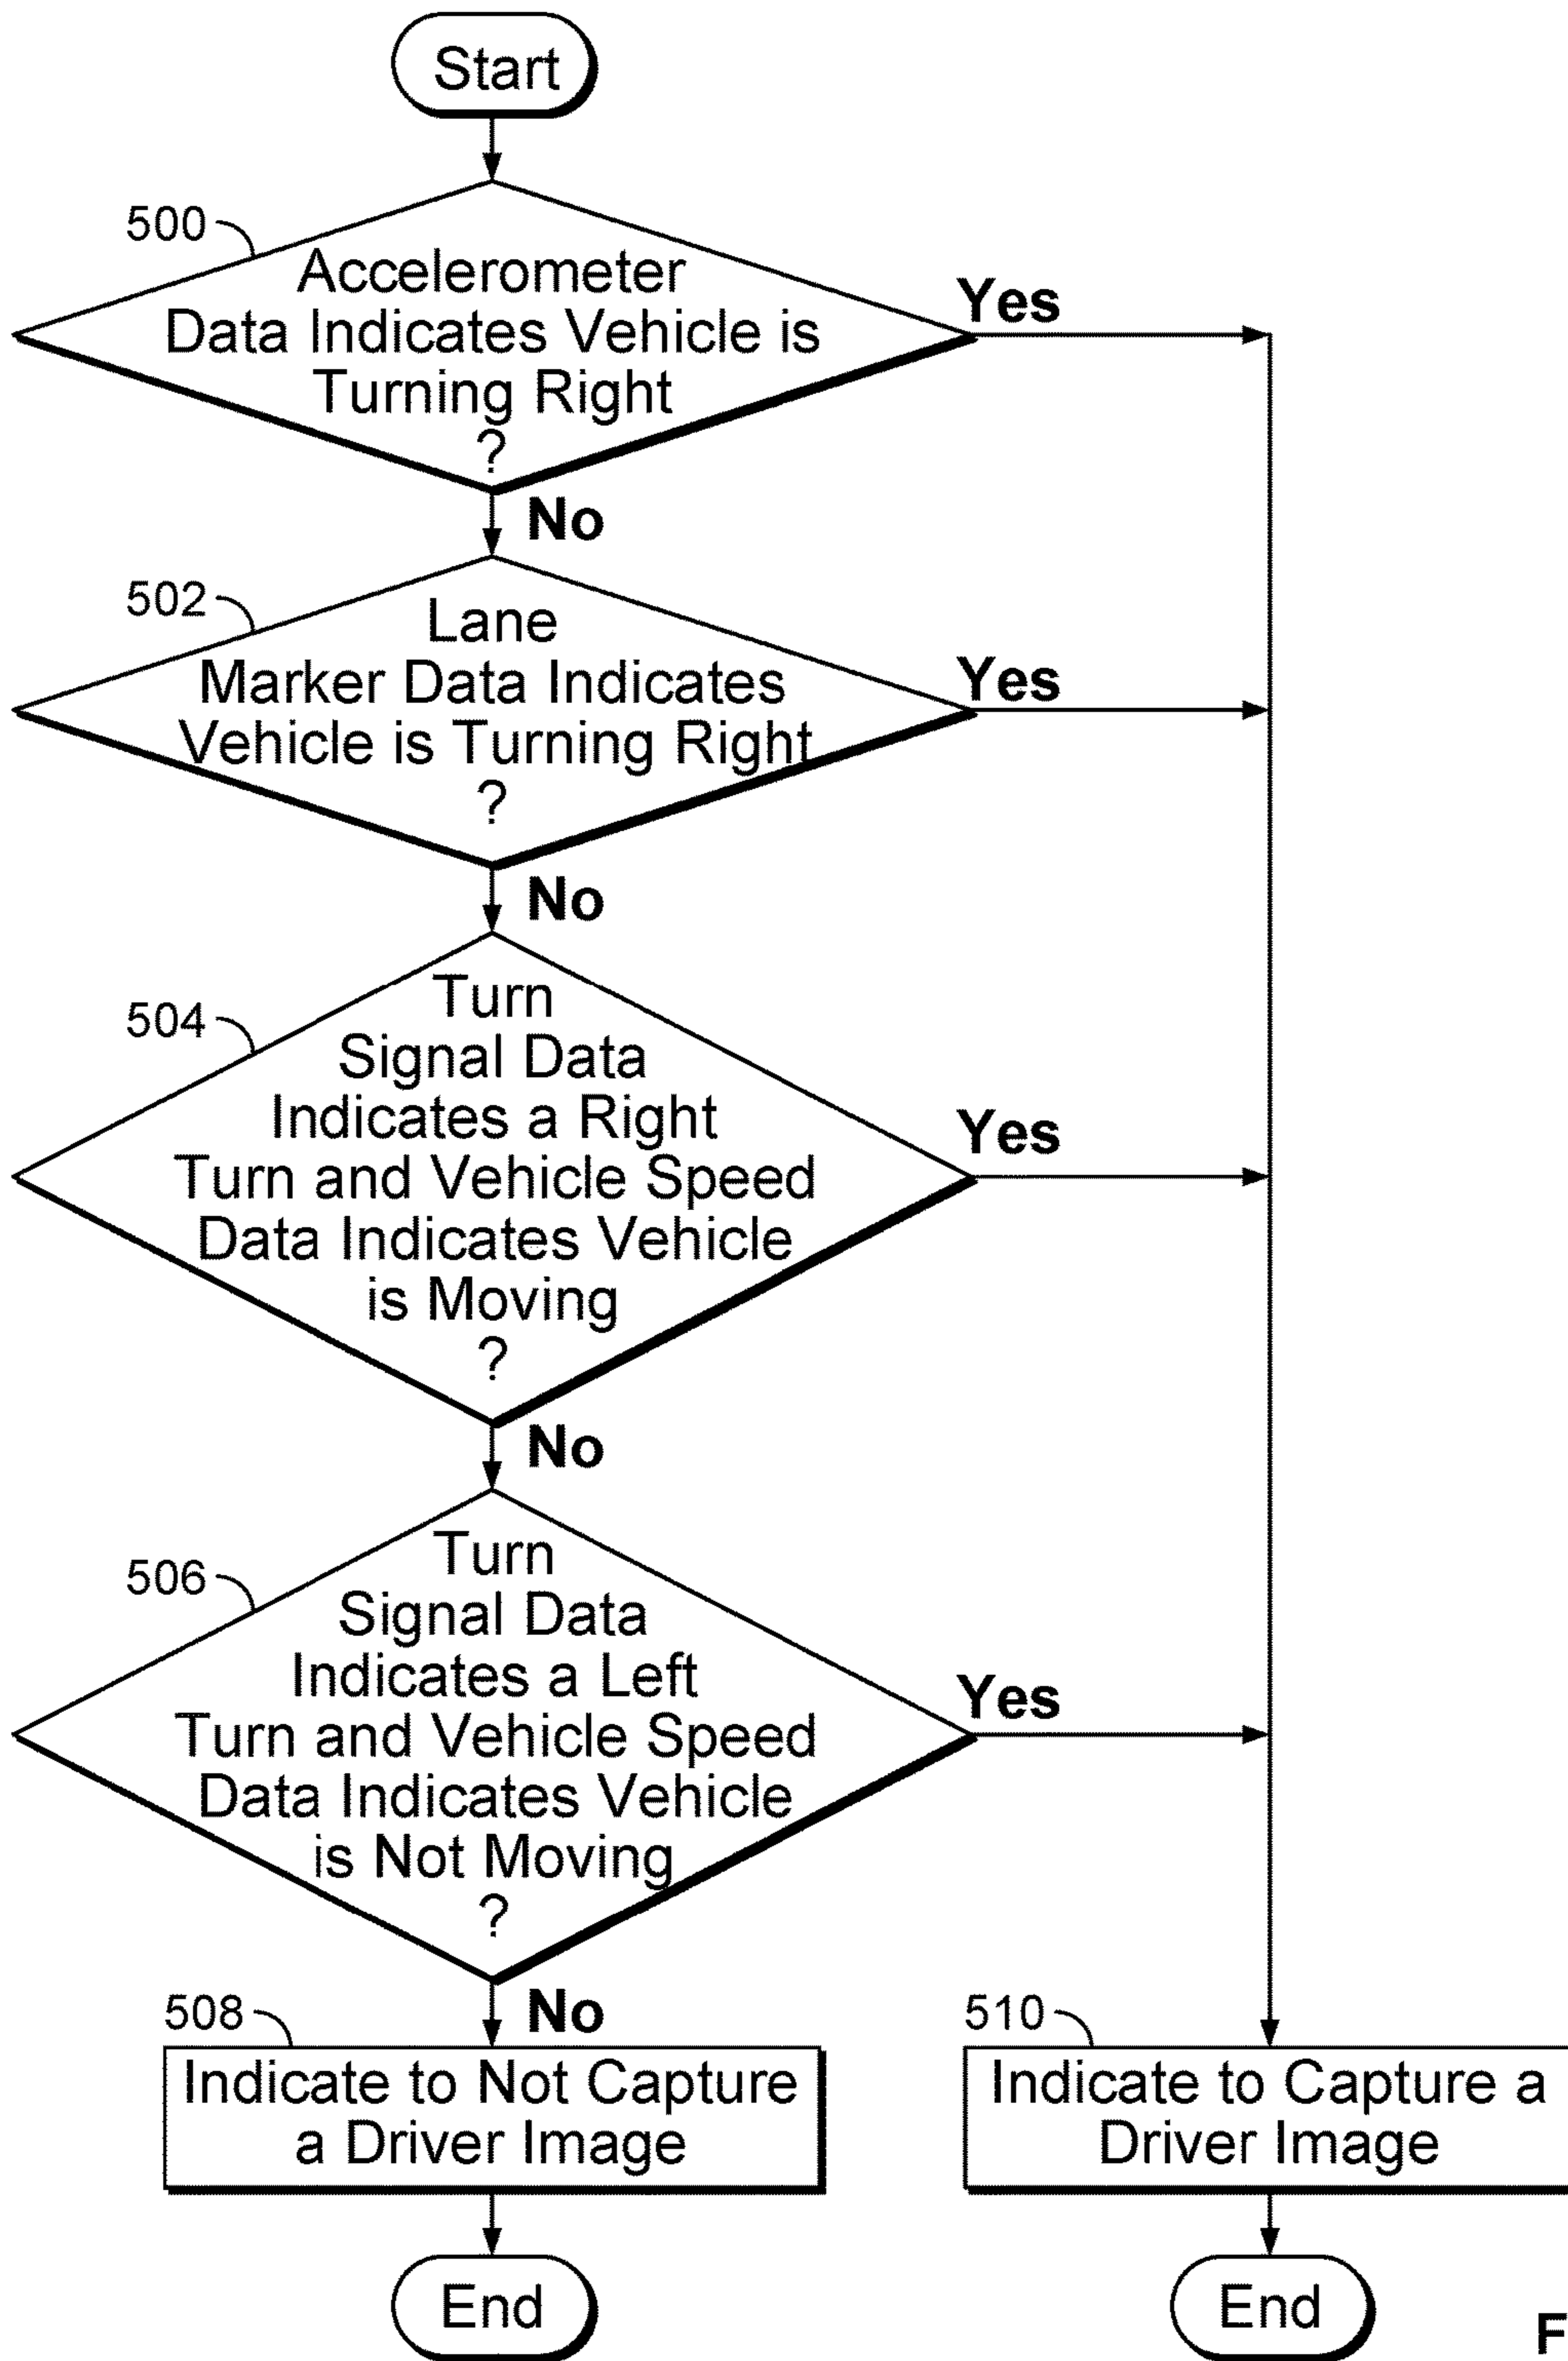 Start
500
Accelerometer
Data Indicates Vehicle is
Turning Right
?
Yes
No
502
Lane
Marker Data Indicates
Vehicle is Turning Right
?
Yes
No
504
Turn
Signal Data
Indicates a Right
Turn and Vehicle Speed
Data Indicates Vehicle
is Moving
?
Yes
No
506
Turn
Signal Data
Indicates a Left
Turn and Vehicle Speed
Data Indicates Vehicle
is Not Moving
?
Yes
No
508
Indicate to Not Capture
a Driver Image
510
Indicate to Capture a
Driver Image
End
End
F